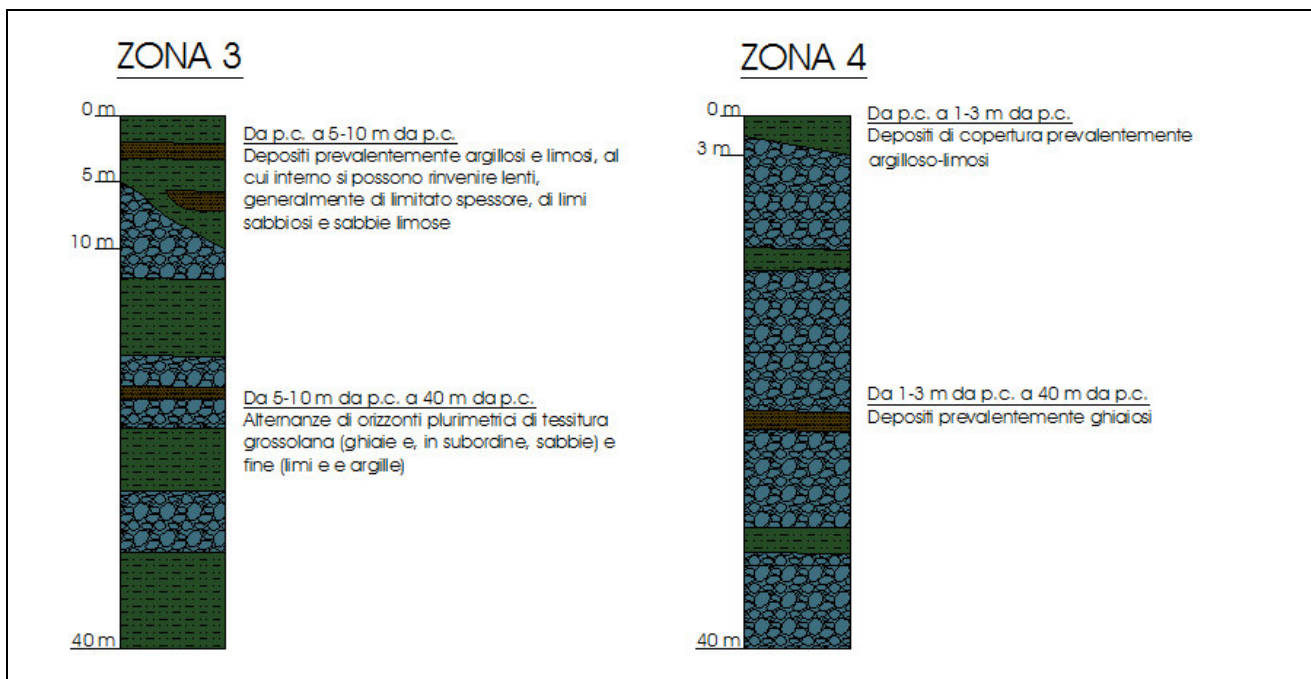 ZONA 3
0 m
Da p.c. a 5-10 m da p.c.
Depositi prevalentemente argillosi e limosi, al
cui interno si possono rinvenire lenti,
generalmente di limitato spessore, di limi
sabbiosi e sabbie limose
5 m
10 m
Da 5-10 m da p.c. a 40 m da p.c.
Alternanze di orizzonti plurimetrici di tessitura
grossolana (ghiaie e, in subordine, sabbie) e
fine (limi e e argille)
40 m
ZONA 4
0 m
Da p.c. a 1-3 m da p.c.
Depositi di copertura prevalentemente
argilloso-limosi
3 m
Da 1-3 m da p.c. a 40 m da p.c.
Depositi prevalentemente ghiaiosi
40 m